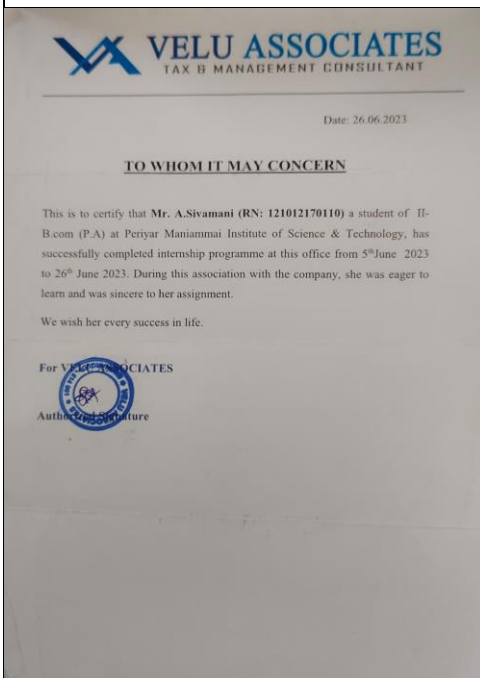 VELU ASSOCIATES
TAX & MANAGEMENT CONSULTANT
Date: 26.06.2023
TO WHOM IT MAY CONCERN
This is to certify that Mr. A.Sivamani (RN: 121012170110) a student of II-
B.com (P.A) at Periyar Maniammai Institute of Science & Technology, has
successfully completed internship programme at this office from 5th June 2023
to 26th June 2023. During this association with the company, she was eager to
learn and was sincere to her assignment.
We wish her every success in life.
For VELU ASSOCIATES
Authorized Signature